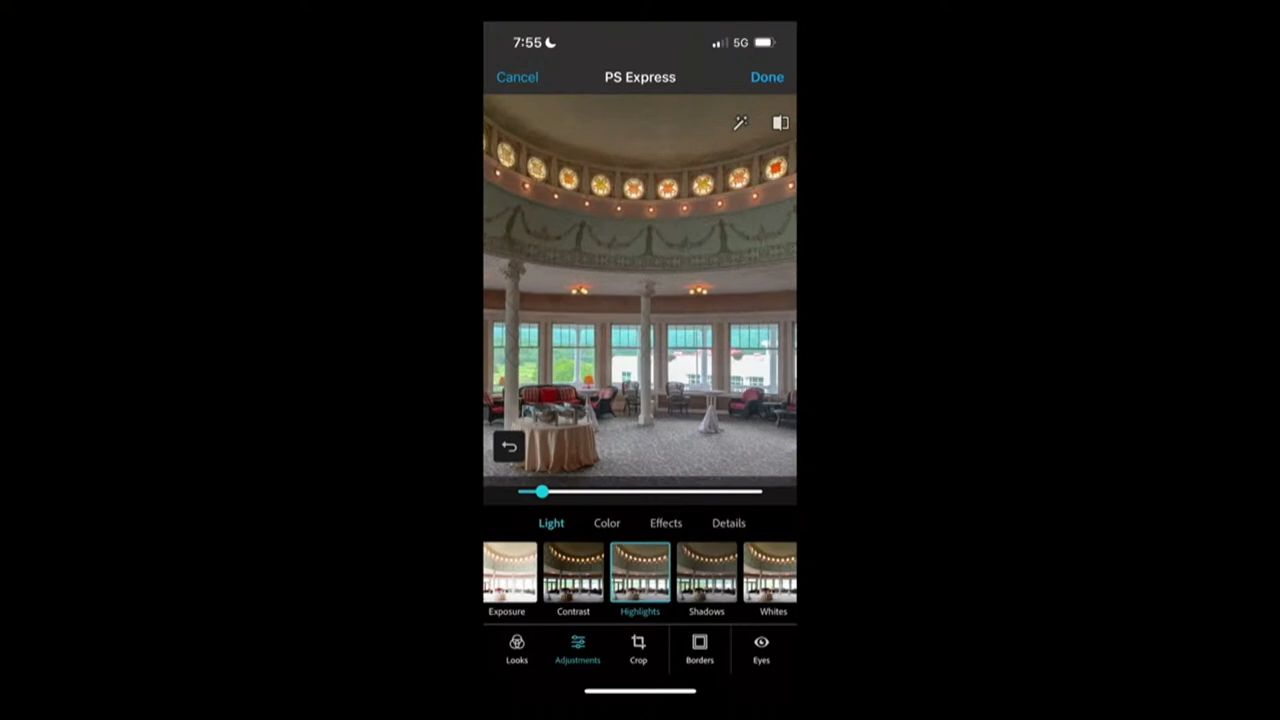 7:55 5G
Cancel PS Express Done
Light Color Effects Details
Exposure Contrast Highlights Shadows Whites
Looks Adjustments Crop Borders Eyes